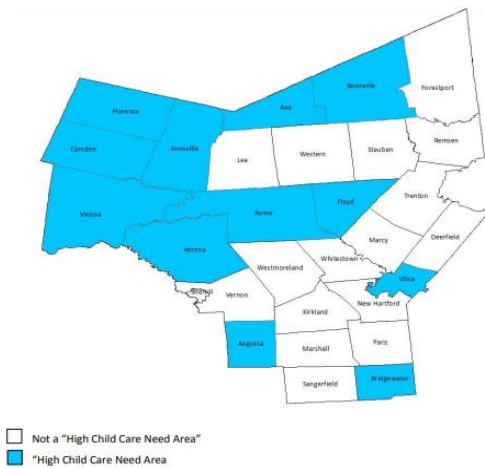 Boonville
Forestport
Florence
Ava
Remsen
Camden
Annsville
Steuben
Western
Lee
Trenton
Vienna
Rome
Floyd
Deerfield
Marcy
Verona
Whitestown
Westmoreland
Utica
Sherrill
Vernon
New Hartford
Kirkland
Augusta
Marshall
Paris
Bridgewater
Sangerfield
Not a "High Child Care Need Area"
"High Child Care Need Area